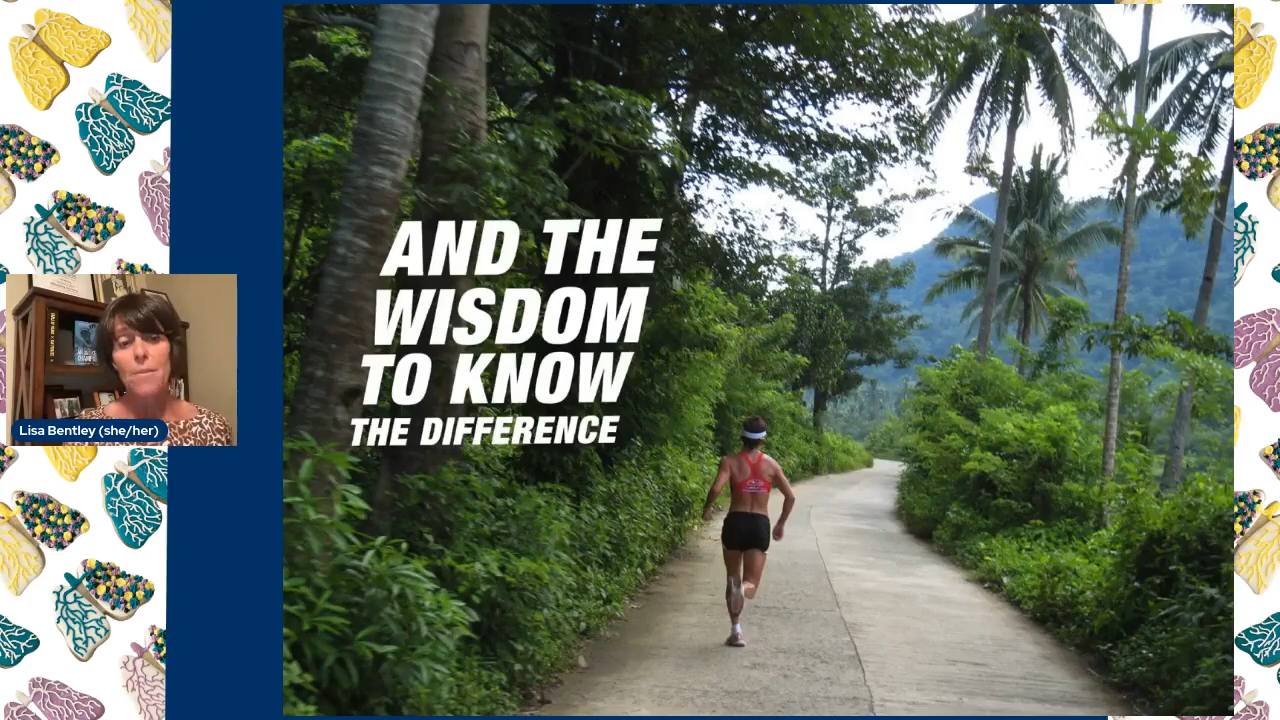 AND THE
WISDOM
TO KNOW
THE DIFFERENCE
Lisa Bentley (she/her)